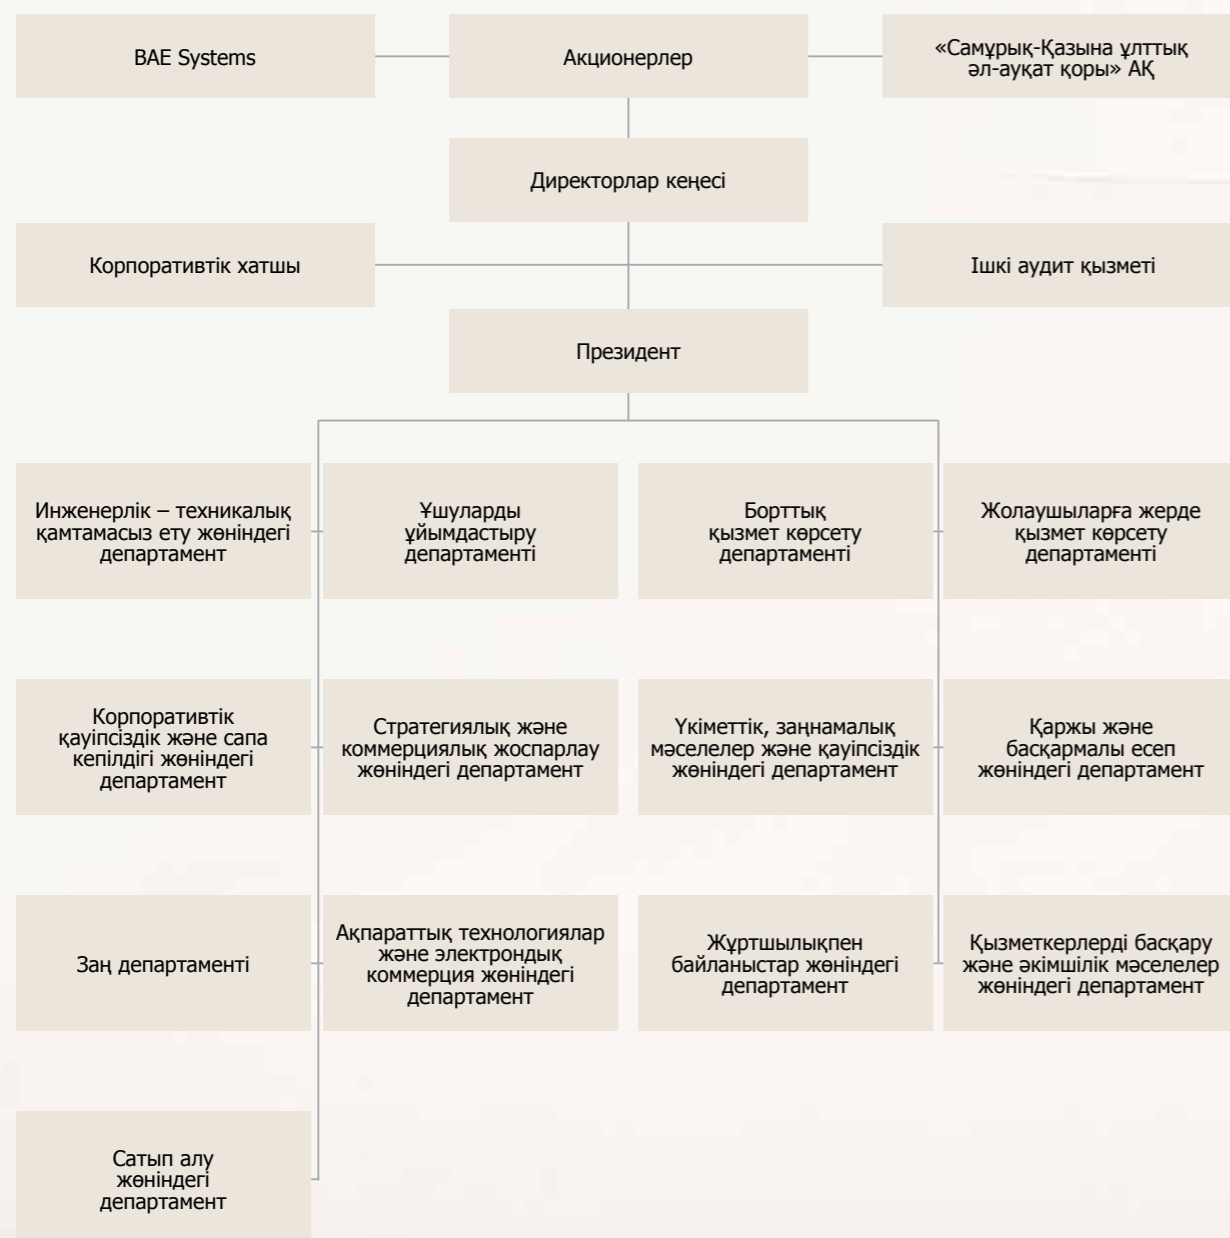 BAE Systems
Акционерлер
«Самұрық-Қазына ұлттық
әл-ауқат қоры» АҚ
Директорлар кеңесі
Корпоративтік хатшы
Ішкі аудит қызметі
Президент
Инженерлік – техникалық
қамтамасыз ету жөніндегі
департамент
Ұшуларды
ұйымдастыру
департаменті
Борттық
қызмет көрсету
департаменті
Жолаушыларға жерде
қызмет көрсету
департаменті
Корпоративтік
қауіпсіздік және сапа
кепілдігі жөніндегі
департамент
Стратегиялық және
коммерциялық жоспарлау
жөніндегі департамент
Үкіметтік, заңнамалық
мәселелер және қауіпсіздік
жөніндегі департамент
Қаржы және
басқармалы есеп
жөніндегі департамент
Заң департаменті
Ақпараттық технологиялар
және электрондық
коммерция жөніндегі
департамент
Жұртшылықпен
байланыстар жөніндегі
департамент
Қызметкерлерді басқару
және әкімшілік мәселелер
жөніндегі департамент
Сатып алу
жөніндегі
департамент